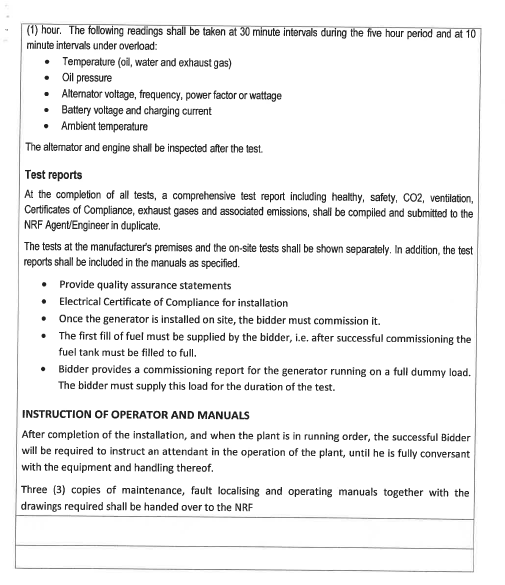 (1) hour. The following readings shall be taken at 30 minute intervals during the five hour period and at 10
minute intervals under overload:
• Temperature (oil, water and exhaust gas)
• Oil pressure
• Alternator voltage, frequency, power factor or wattage
• Battery voltage and charging current
• Ambient temperature
The alternator and engine shall be inspected after the test.
Test reports
At the completion of all tests, a comprehensive test report including healthy, safety, CO2, ventilation,
Certificates of Compliance, exhaust gases and associated emissions, shall be compiled and submitted to the
NRF Agent/Engineer in duplicate.
The tests at the manufacturer's premises and the on-site tests shall be shown separately. In addition, the test
reports shall be included in the manuals as specified.
• Provide quality assurance statements
• Electrical Certificate of Compliance for installation
• Once the generator is installed on site, the bidder must commission it.
• The first fill of fuel must be supplied by the bidder, i.e. after successful commissioning the
fuel tank must be filled to full.
• Bidder provides a commissioning report for the generator running on a full dummy load.
The bidder must supply this load for the duration of the test.
INSTRUCTION OF OPERATOR AND MANUALS
After completion of the installation, and when the plant is in running order, the successful Bidder
will be required to instruct an attendant in the operation of the plant, until he is fully conversant
with the equipment and handling thereof.
Three (3) copies of maintenance, fault localising and operating manuals together with the
drawings required shall be handed over to the NRF